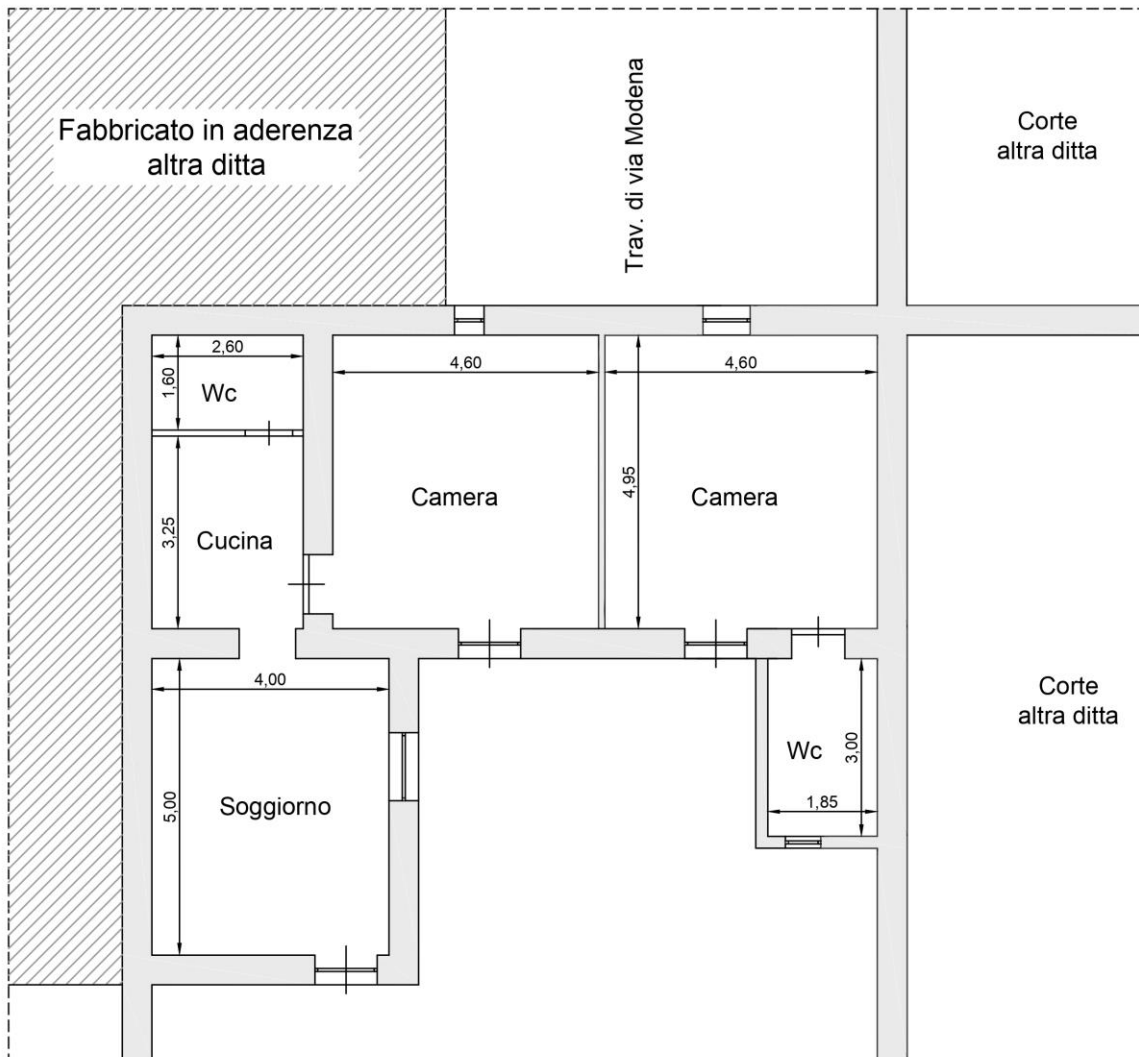 Fabbricato in aderenza
altra ditta
Trav. di via Modena
Corte
altra ditta
2,60
1,60
Wc
4,60
4,60
4,95
3,25
Cucina
Camera
Camera
4,00
5,00
Soggiorno
Wc
3,00
1,85
Corte
altra ditta